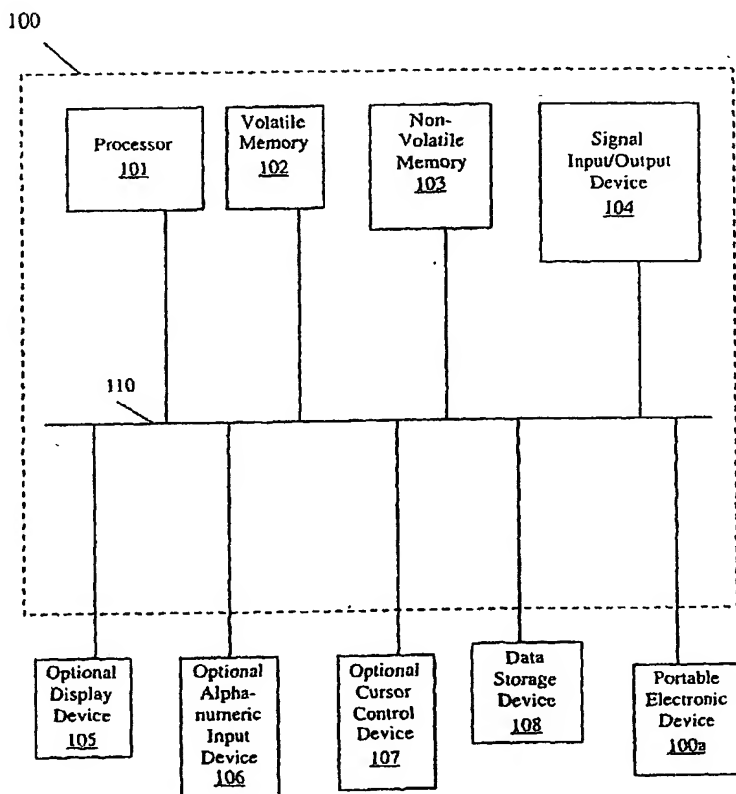 100
Processor
101
Volatile
Memory
102
Non-
Volatile
Memory
103
Signal
Input/Output
Device
104
110
Optional
Display
Device
105
Optional
Alpha-
numeric
Input
Device
106
Optional
Cursor
Control
Device
107
Data
Storage
Device
108
Portable
Electronic
Device
100a